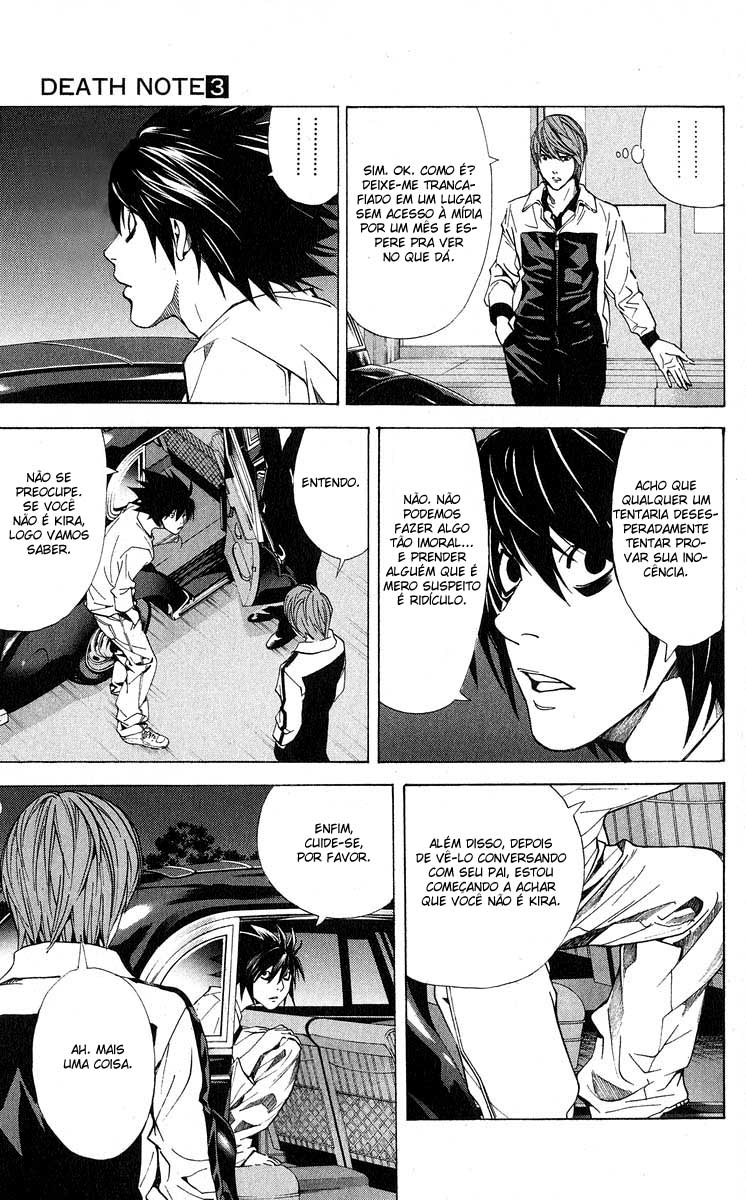 DEATH NOTE 3
SIM. OK. COMO É?
DEIXE-ME TRANCA-
FIADO EM UM LUGAR
SEM ACESSO À MÍDIA
POR UM MÊS E ES-
PERE PRA VER
NO QUE DÁ.
ACHO QUE
QUALQUER UM
TENTARIA DESES-
PERADAMENTE
TENTAR PRO-
VAR SUA INO-
CÊNCIA.
NÃO. NÃO
PODEMOS
FAZER ALGO
TÃO IMORAL...
E PRENDER
ALGUÉM QUE É
MERO SUSPEITO
É RIDÍCULO.
ENTENDO.
NÃO SE
PREOCUPE.
SE VOCÊ
NÃO É KIRA,
LOGO VAMOS
SABER.
ALÉM DISSO, DEPOIS
DE VÊ-LO CONVERSANDO
COM SEU PAI, ESTOU
COMEÇANDO A ACHAR
QUE VOCÊ NÃO É KIRA.
ENFIM,
CUIDE-SE,
POR FAVOR.
AH. MAIS
UMA COISA.